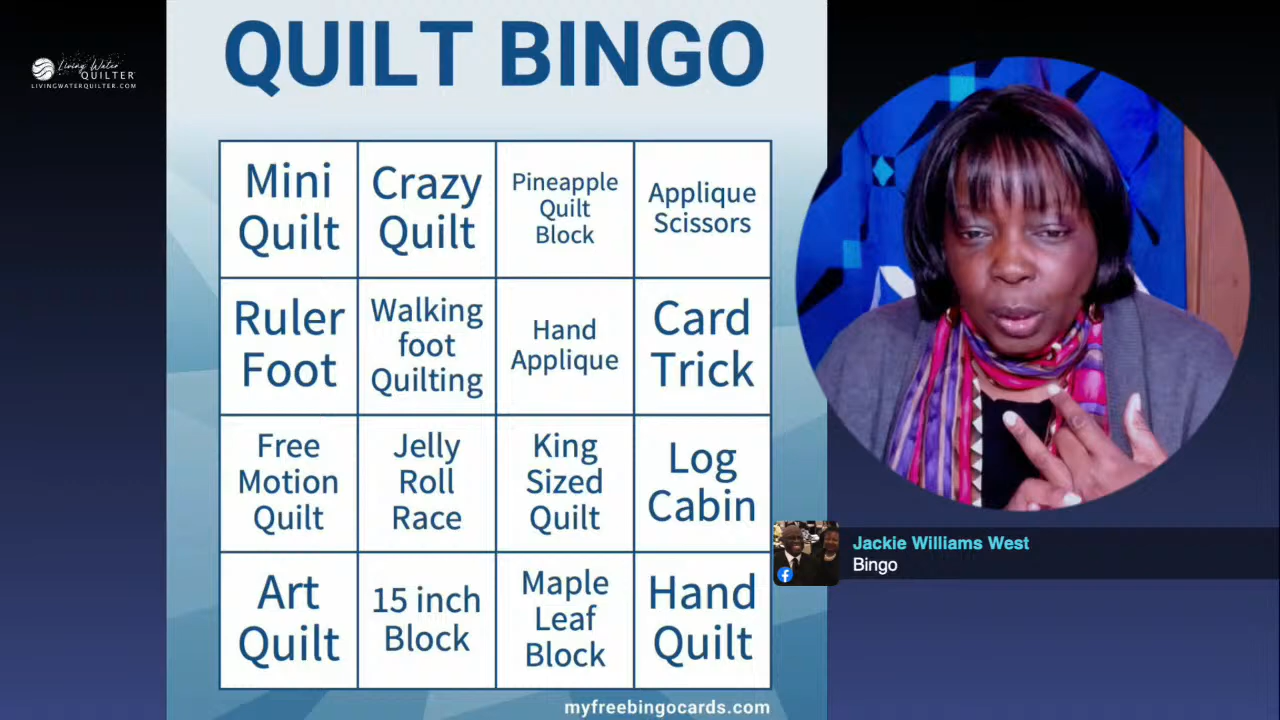 QUILT BINGO
Living Water
QUILTER
LIVINGWATERQUILTER.COM
Mini
Quilt
Crazy
Quilt
Pineapple
Quilt
Block
Applique
Scissors
Ruler
Foot
Walking
foot
Quilting
Hand
Applique
Card
Trick
Free
Motion
Quilt
Jelly
Roll
Race
King
Sized
Quilt
Log
Cabin
Art
Quilt
15 inch
Block
Maple
Leaf
Block
Hand
Quilt
Jackie Williams West
Bingo
myfreebingocards.com